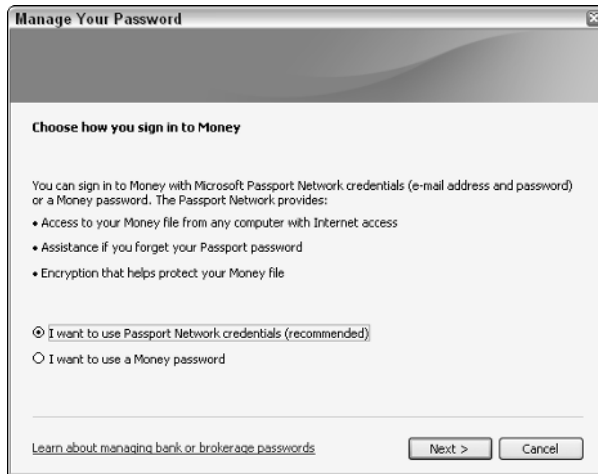 Manage Your Password
Choose how you sign in to Money
You can sign in to Money with Microsoft Passport Network credentials (e-mail address and password)
or a Money password. The Passport Network provides:
• Access to your Money file from any computer with Internet access
• Assistance if you forget your Passport password
• Encryption that helps protect your Money file
I want to use Passport Network credentials (recommended)
I want to use a Money password
Learn about managing bank or brokerage passwords
Next >
Cancel